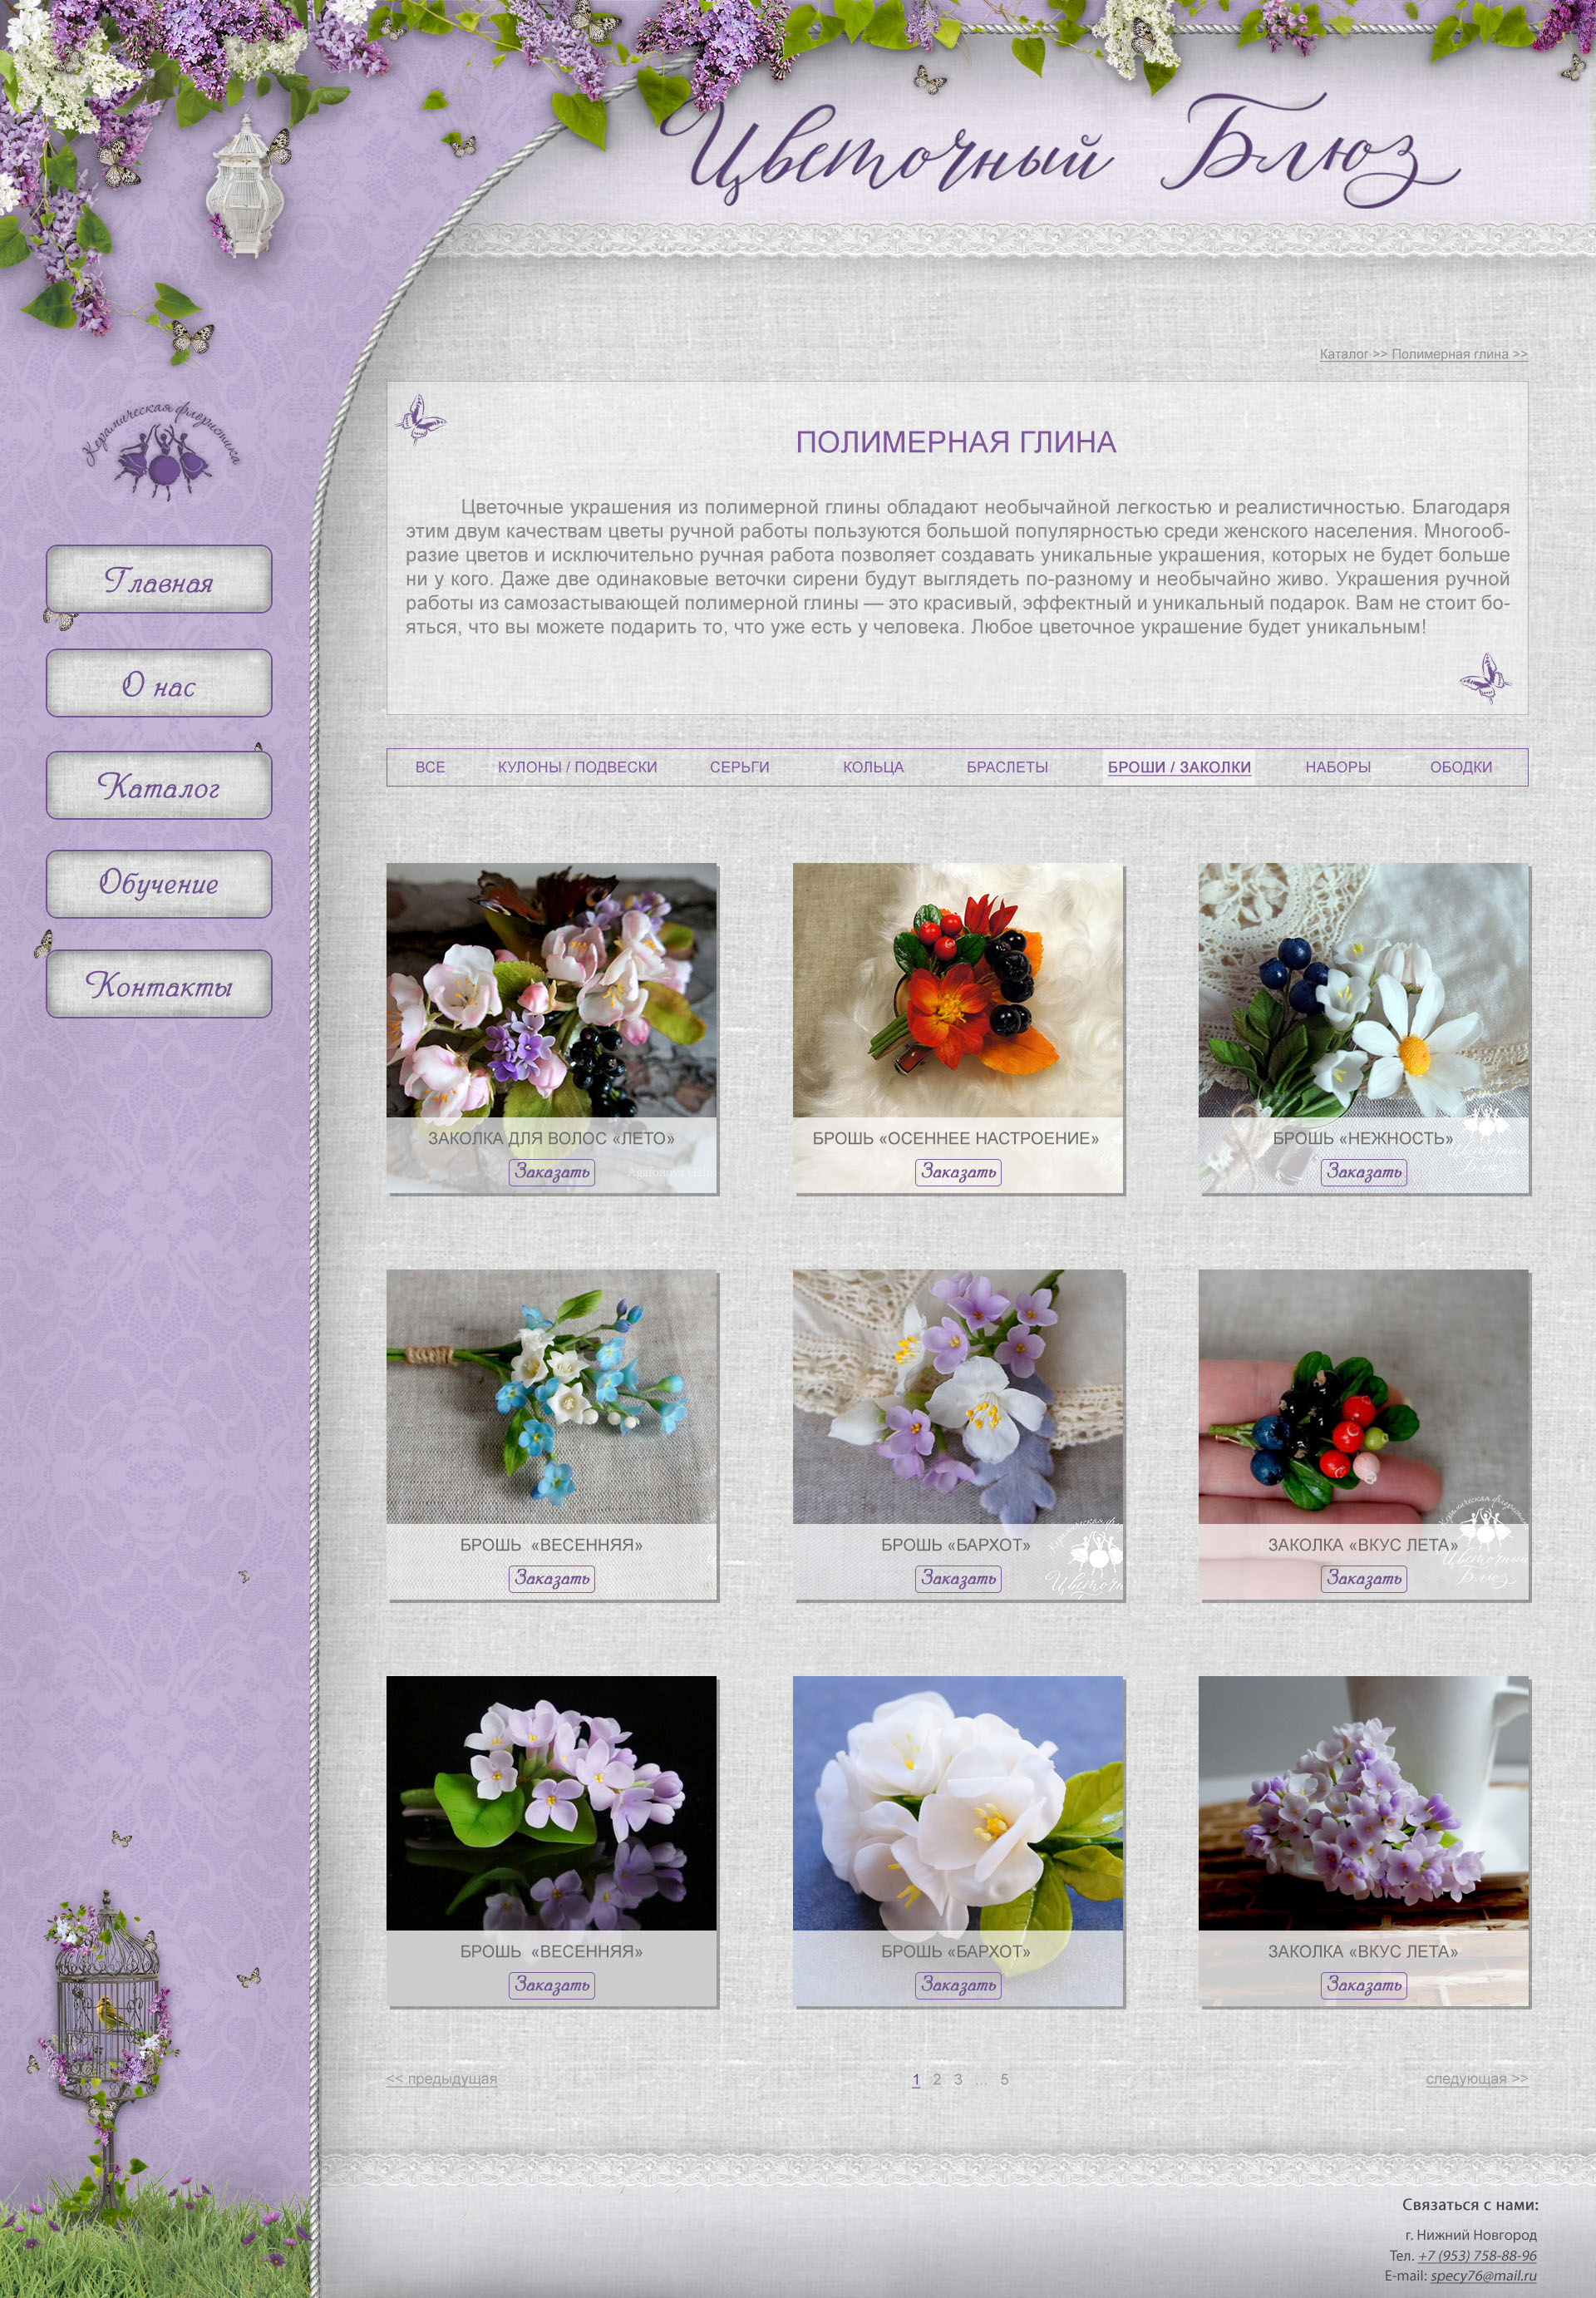 Цветочный Блюз
Каталог >> Полимерная глина >>
Керамическая флористика
ПОЛИМЕРНАЯ ГЛИНА
Цветочные украшения из полимерной глины обладают необычайной легкостью и реалистичностью. Благодаря
этим двум качествам цветы ручной работы пользуются большой популярностью среди женского населения. Многооб-
разие цветов и исключительно ручная работа позволяет создавать уникальные украшения, которых не будет больше
ни у кого. Даже две одинаковые веточки сирени будут выглядеть по-разному и необычайно живо. Украшения ручной
работы из самозастывающей полимерной глины — это красивый, эффектный и уникальный подарок. Вам не стоит бо-
яться, что вы можете подарить то, что уже есть у человека. Любое цветочное украшение будет уникальным!
Главная
О нас
Каталог
Обучение
Контакты
ВСЕ КУЛОНЫ / ПОДВЕСКИ СЕРЬГИ КОЛЬЦА БРАСЛЕТЫ БРОШИ / ЗАКОЛКИ НАБОРЫ ОБОДКИ
ЗАКОЛКА ДЛЯ ВОЛОС «ЛЕТО»
Заказать
БРОШЬ «ОСЕННЕЕ НАСТРОЕНИЕ»
Заказать
БРОШЬ «НЕЖНОСТЬ»
Заказать
БРОШЬ «ВЕСЕННЯЯ»
Заказать
БРОШЬ «БАРХОТ»
Заказать
ЗАКОЛКА «ВКУС ЛЕТА»
Заказать
БРОШЬ «ВЕСЕННЯЯ»
Заказать
БРОШЬ «БАРХОТ»
Заказать
ЗАКОЛКА «ВКУС ЛЕТА»
Заказать
<< предыдущая
1 2 3 ... 5
следующая >>
Связаться с нами:
г. Нижний Новгород
Тел. +7 (953) 758-88-96
E-mail: specy76@mail.ru